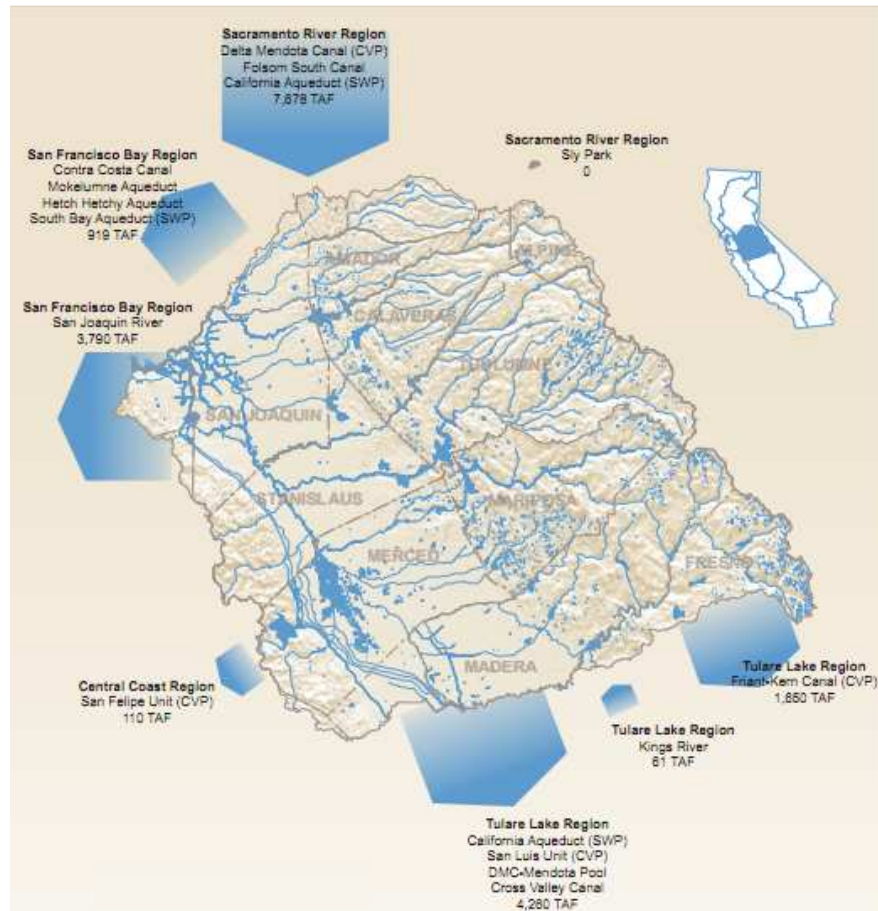 Sacramento River Region
Delta Mendota Canal (CVP)
Folsom South Canal
California Aqueduct (SWP)
7,678 TAF
Sacramento River Region
Sly Park
0
San Francisco Bay Region
Contra Costa Canal
Mokelumne Aqueduct
Hetch Hetchy Aqueduct
South Bay Aqueduct (SWP)
919 TAF
AMADOR
ALPINE
CALAVERAS
San Francisco Bay Region
San Joaquin River
3,790 TAF
TUOLUMNE
SAN JOAQUIN
STANISLAUS
MARIPOSA
MERCED
FRESNO
MADERA
Tulare Lake Region
Friant-Kern Canal (CVP)
1,650 TAF
Central Coast Region
San Felipe Unit (CVP)
110 TAF
Tulare Lake Region
Kings River
61 TAF
Tulare Lake Region
California Aqueduct (SWP)
San Luis Unit (CVP)
DMC-Mendota Pool
Cross Valley Canal
4,260 TAF